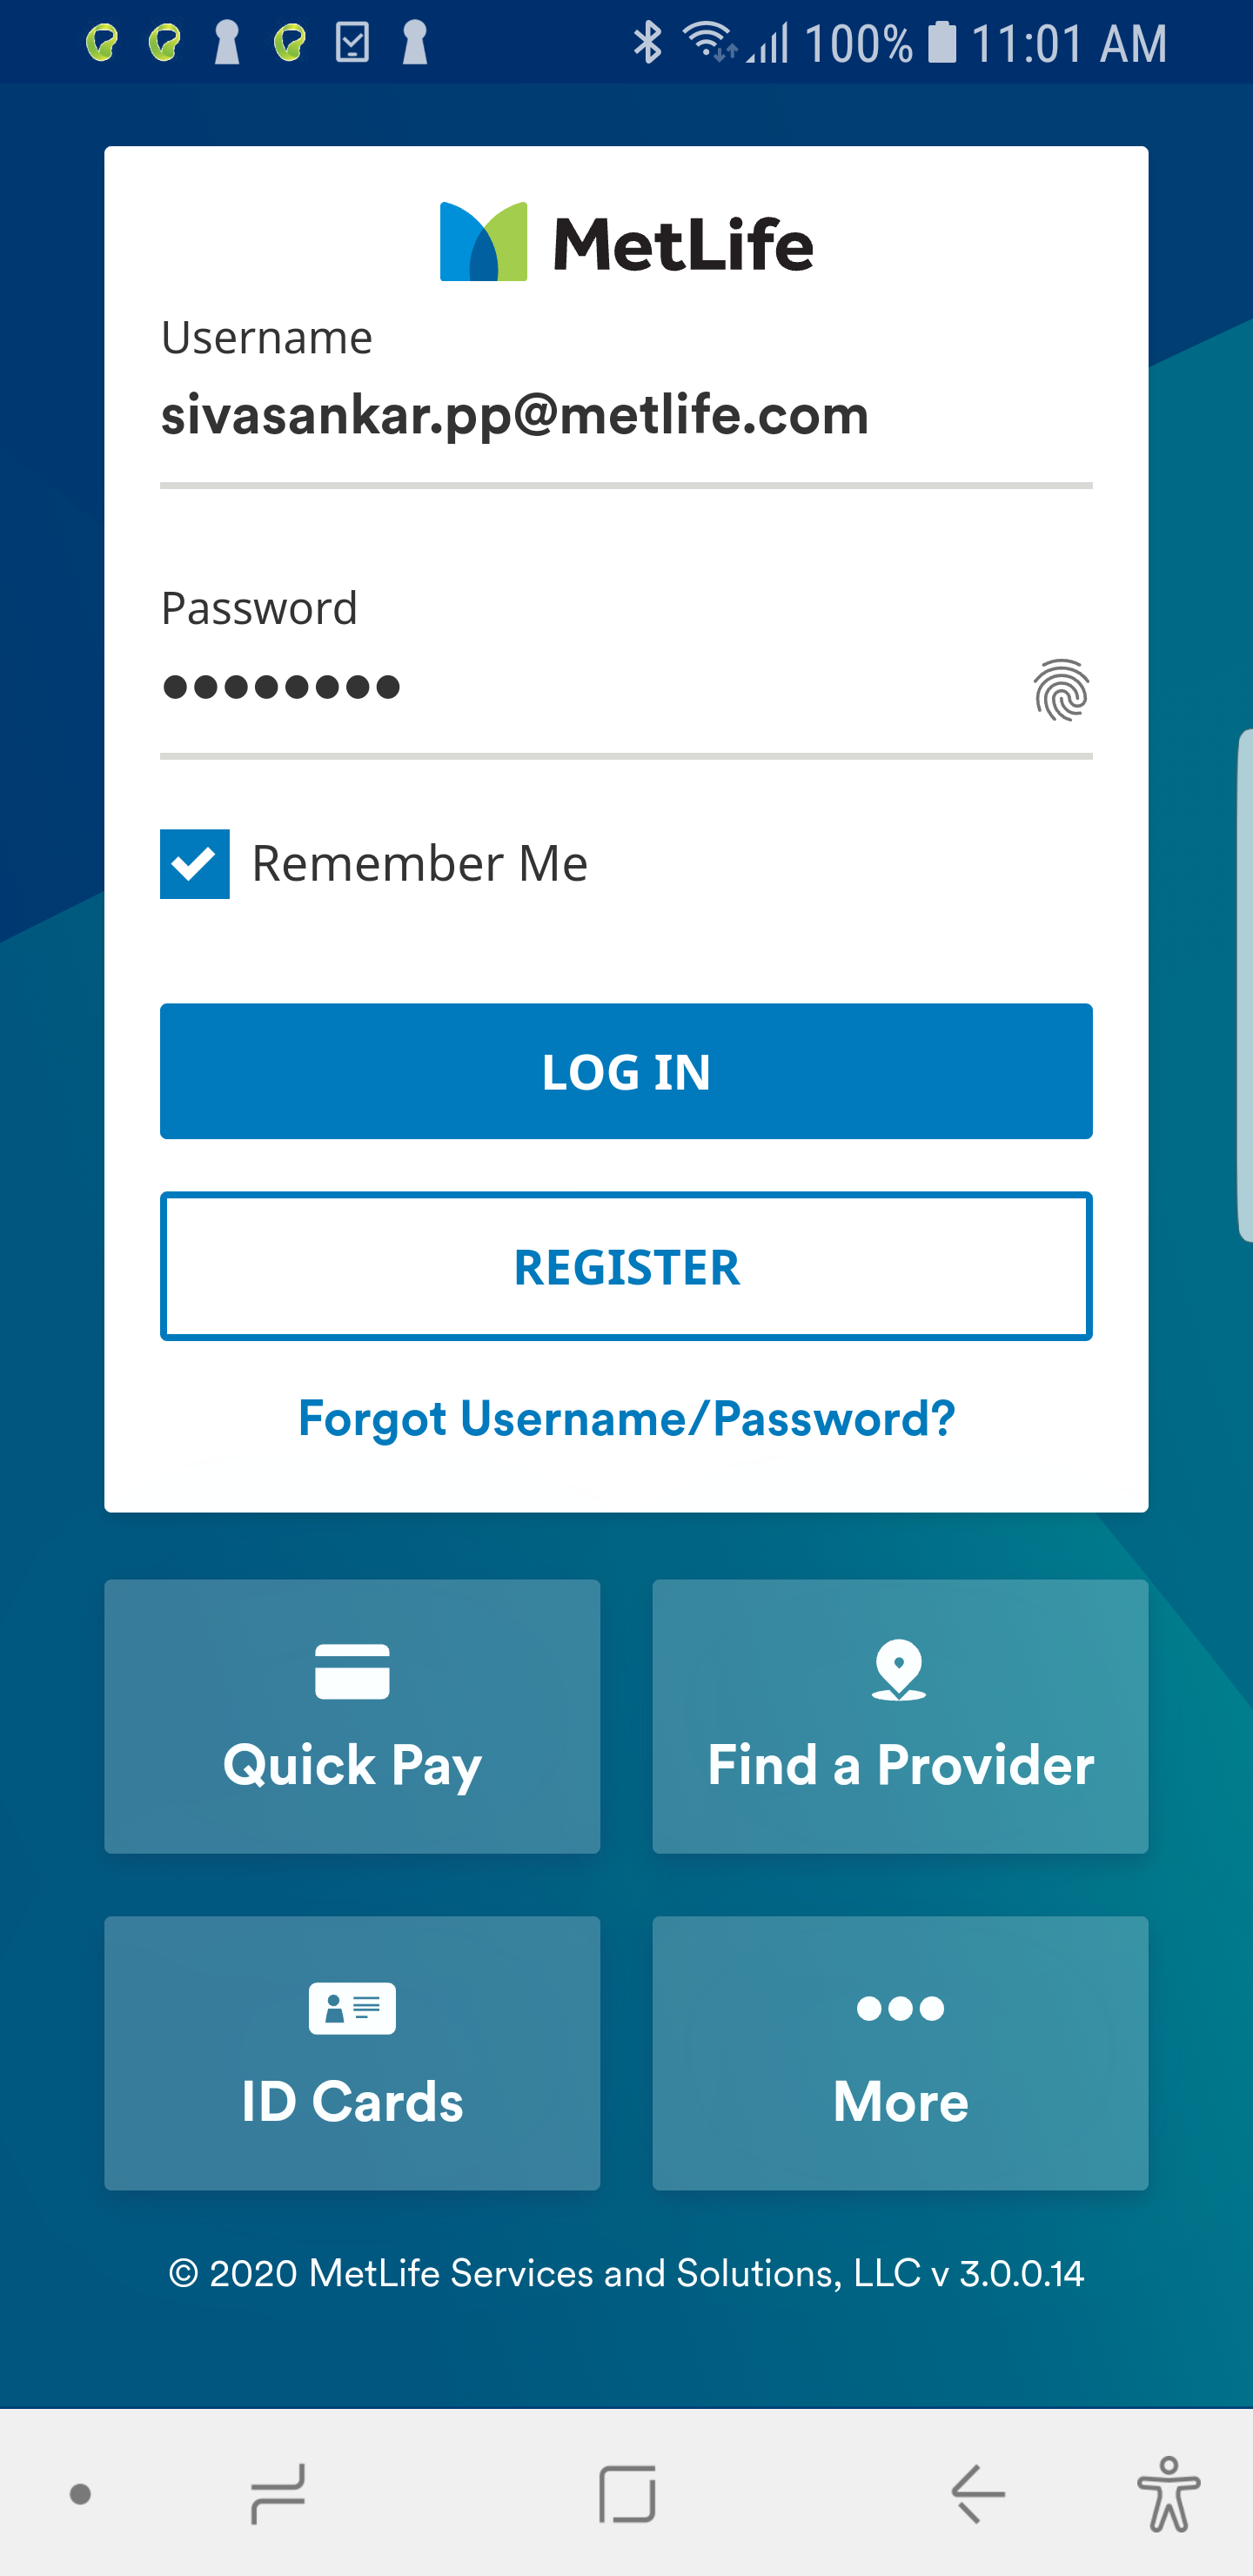 100% 11:01 AM
MetLife
Username
sivasankar.pp@metlife.com
Password
Remember Me
LOG IN
REGISTER
Forgot Username/Password?
Quick Pay
Find a Provider
ID Cards
More
© 2020 MetLife Services and Solutions, LLC v 3.0.0.14